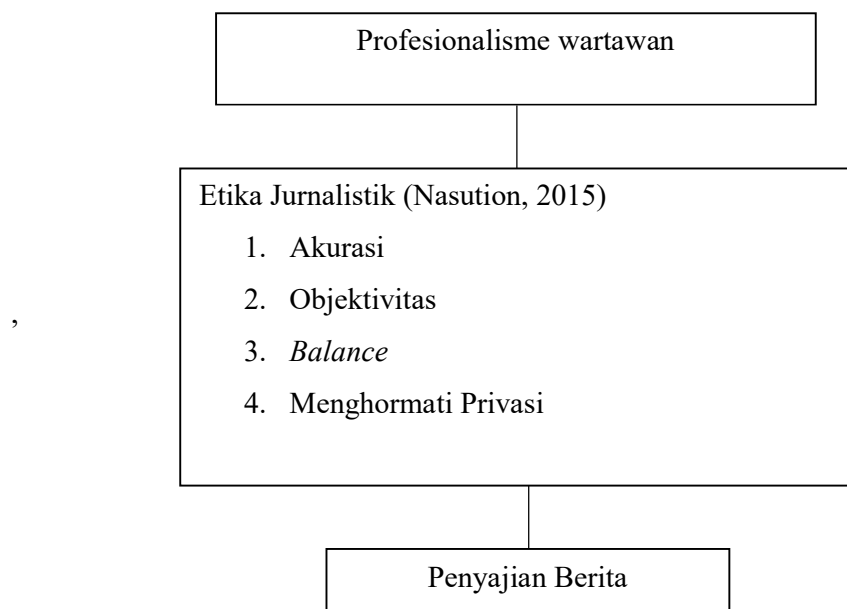 Profesionalisme wartawan
Etika Jurnalistik (Nasution, 2015)
1. Akurasi
2. Objektivitas
,
3. Balance
4. Menghormati Privasi
Penyajian Berita